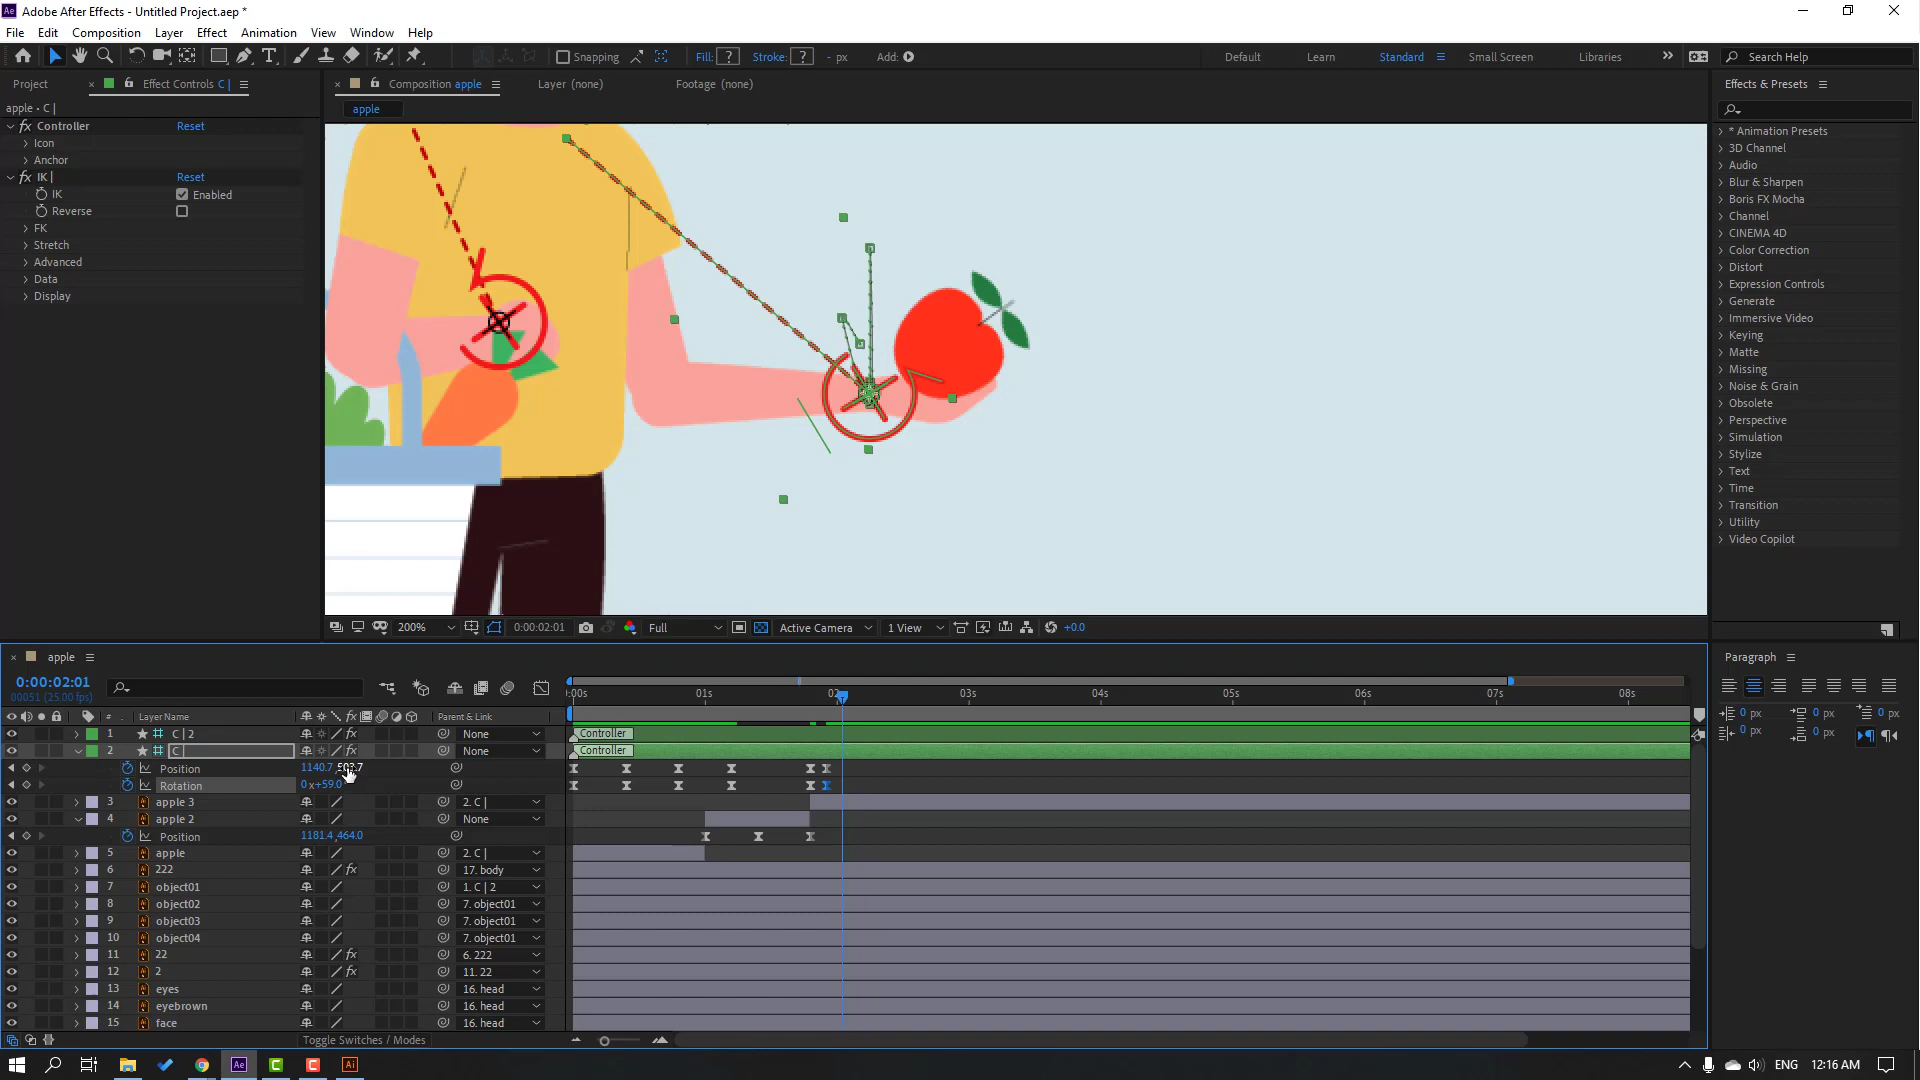 Adobe After Effects - Untitled Project.aep *
File Edit Composition Layer Effect Animation View Window Help
Snapping Fill: ? Stroke: ? - px Add: Default Learn Standard Small Screen Libraries Search Help
Project Effect Controls C | Composition apple Layer (none) Footage (none) Effects & Presets
apple • C | apple
Controller Reset
Icon
Anchor
IK | Reset
IK Enabled
Reverse
FK
Stretch
Advanced
Data
Display
* Animation Presets
3D Channel
Audio
Blur & Sharpen
Boris FX Mocha
Channel
CINEMA 4D
Color Correction
Distort
Expression Controls
Generate
Immersive Video
Keying
Matte
Missing
Noise & Grain
Obsolete
Perspective
Simulation
Stylize
Text
Time
Transition
Utility
Video Copilot
200% 0:00:02:01 Full Active Camera 1 View +0.0
apple Paragraph
0:00:02:01
00051 (25.00 fps)
:00s 01s 02 03s 04s 05s 06s 07s 08s
0 px 0 px 0 px
0 px 0 px
# Layer Name Parent & Link
1 C | 2 None Controller
2 C | None Controller
Position 1140.7
Rotation 0 x+59.0
3 apple 3 2. C |
4 apple 2 None
Position 1181.4,464.0
5 apple 2. C |
6 222 17. body
7 object01 1. C | 2
8 object02 7. object01
9 object03 7. object01
10 object04 7. object01
11 22 6. 222
12 2 11. 22
13 eyes 16. head
14 eyebrown 16. head
15 face 16. head
Toggle Switches / Modes
Ae Ai ENG 12:16 AM